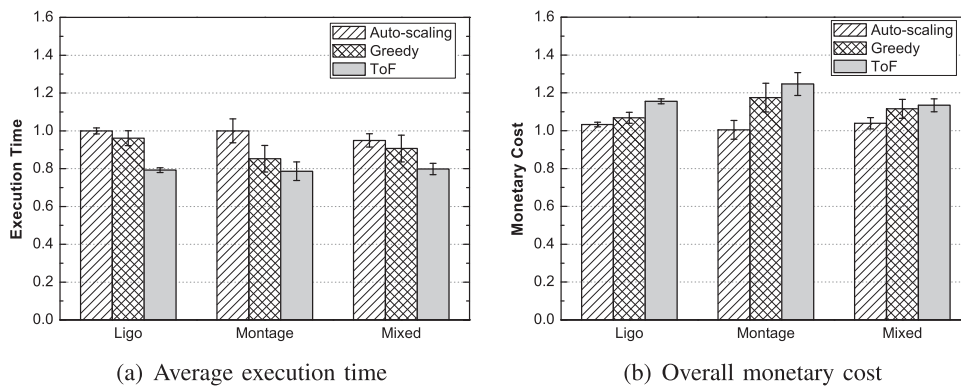 1.6
1.4
1.2
1.0
0.8
0.6
0.4
0.2
0.0
Execution Time
Auto-scaling
Greedy
ToF
Ligo
Montage
Mixed
(a) Average execution time
1.6
1.4
1.2
1.0
0.8
0.6
0.4
0.2
0.0
Monetary Cost
Auto-scaling
Greedy
ToF
Ligo
Montage
Mixed
(b) Overall monetary cost